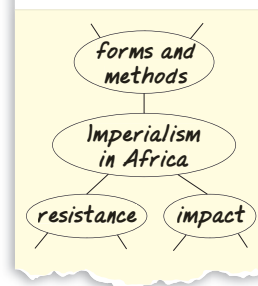 forms and
methods
Imperialism
in Africa
resistance
impact